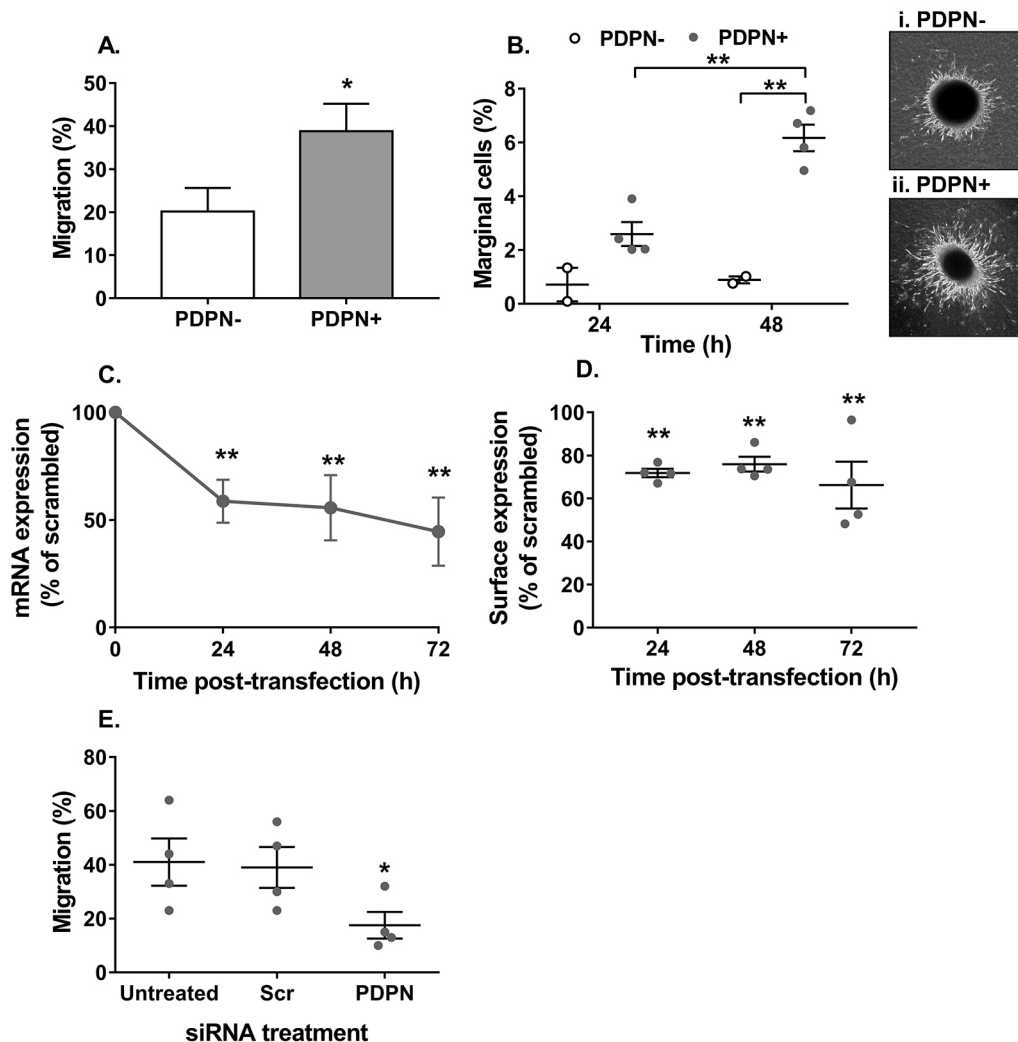 A.
Migration (%)
50
40
30
20
10
0
*
PDPN-
PDPN+
B.
PDPN-
PDPN+
Marginal cells (%)
8
6
4
2
0
**
**
24
48
Time (h)
i. PDPN-
ii. PDPN+
C.
mRNA expression
(% of scrambled)
100
50
0
**
**
**
0
24
48
72
Time post-transfection (h)
D.
Surface expression
(% of scrambled)
100
80
60
40
20
0
**
**
**
24
48
72
Time post-transfection (h)
E.
Migration (%)
80
60
40
20
0
*
Untreated
Scr
PDPN
siRNA treatment